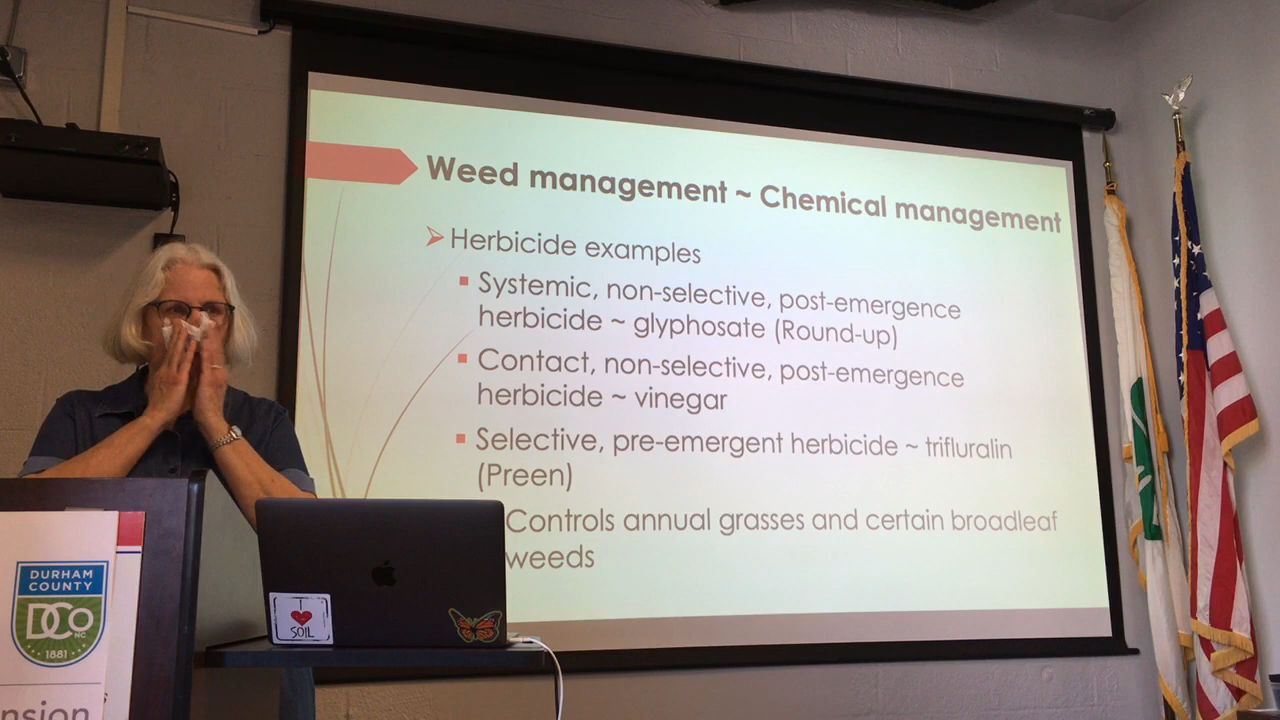 Weed management ~ Chemical management
Herbicide examples
Systemic, non-selective, post-emergence
herbicide ~ glyphosate (Round-up)
Contact, non-selective, post-emergence
herbicide ~ vinegar
Selective, pre-emergent herbicide ~ trifluralin
(Preen)
Controls annual grasses and certain broadleaf
weeds
DURHAM
COUNTY
DCo
NC
1881
nsion
I
SOIL